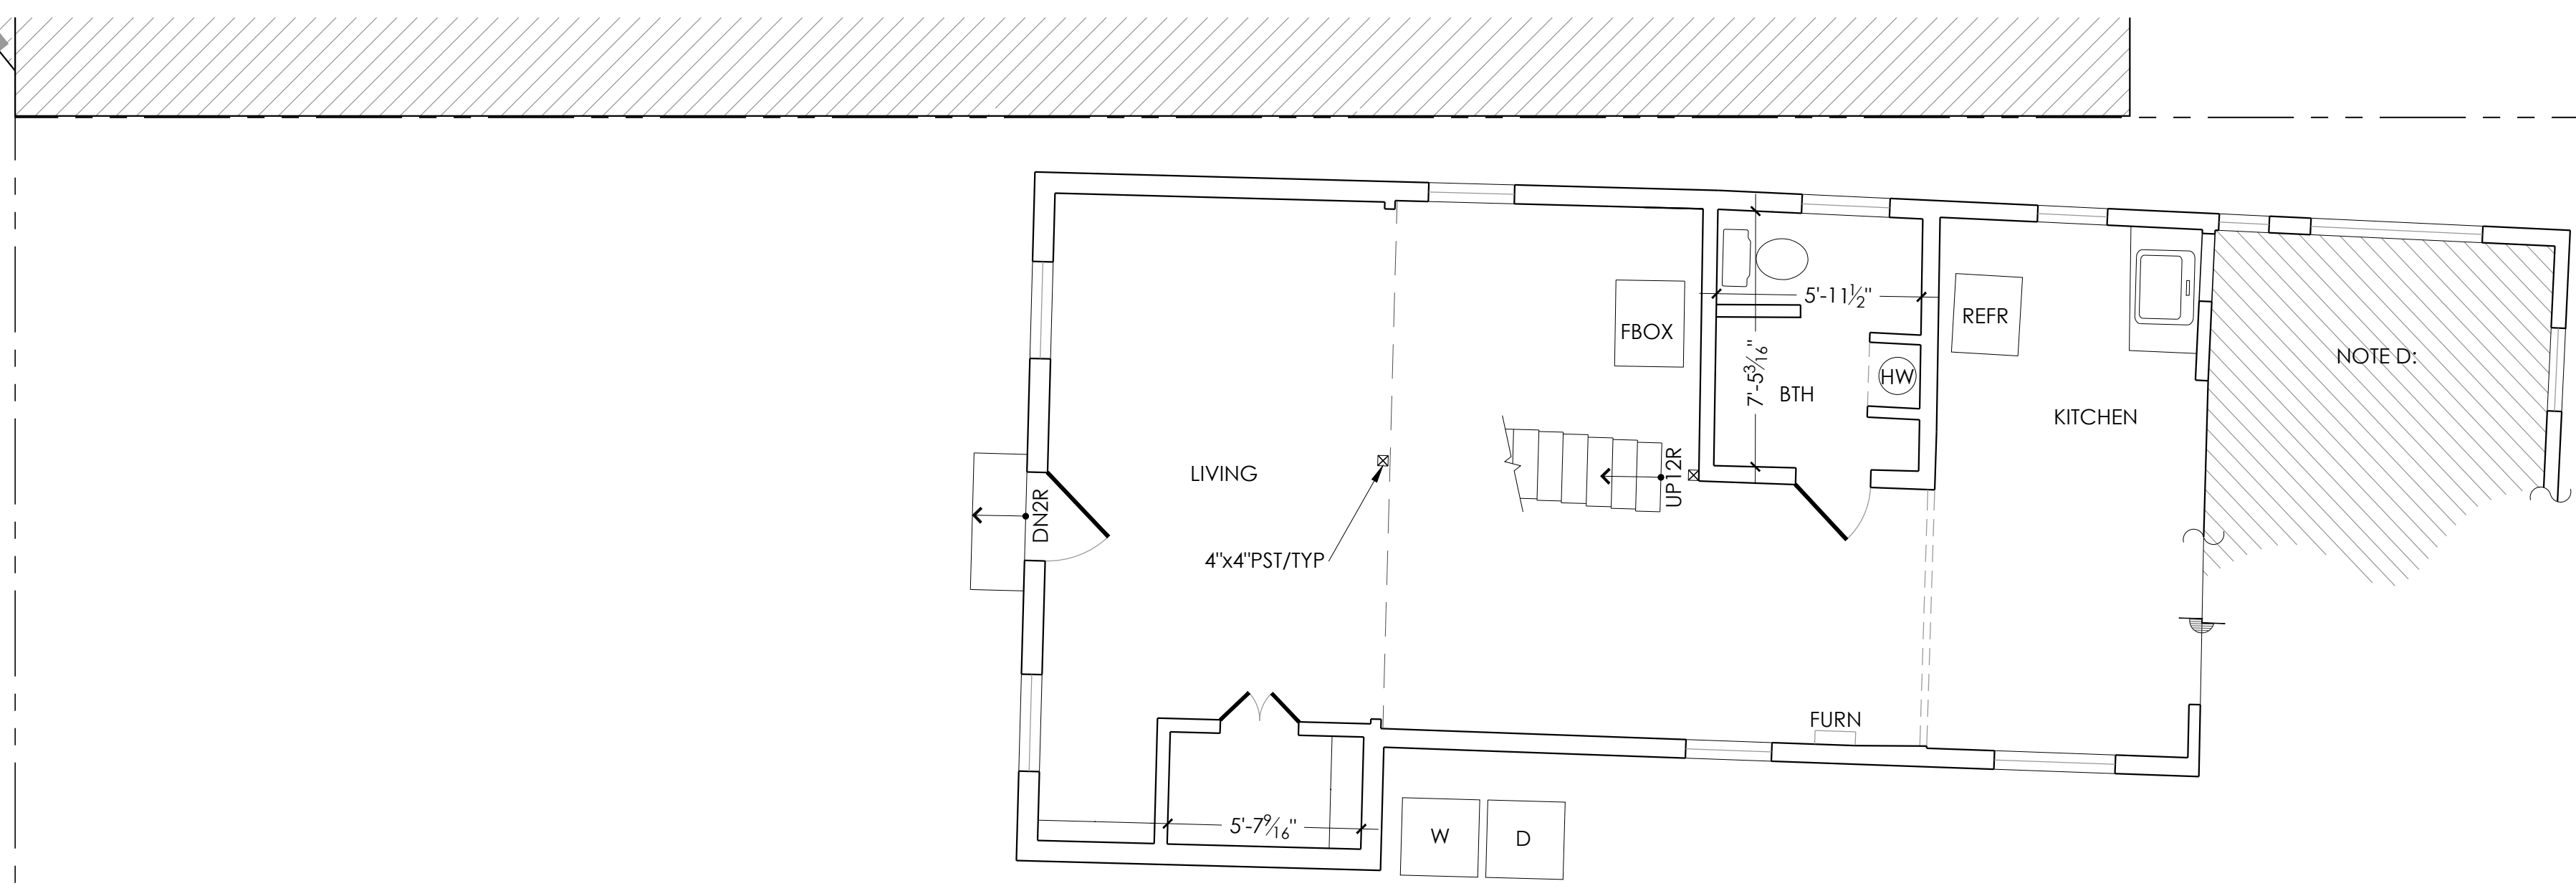 5'-11½"
FBOX
REFR
NOTE D:
7'-5³⁄₁₆"
HW
BTH
KITCHEN
LIVING
UP12R
DN2R
4"x4"PST/TYP
FURN
5'-7⁹⁄₁₆"
W
D